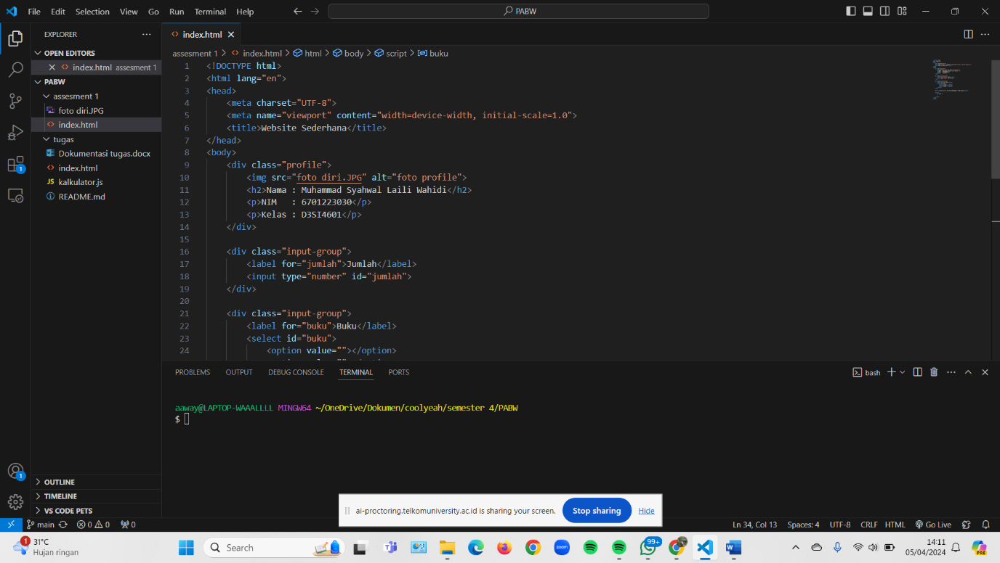 File Edit Selection View Go Run Terminal Help PABW
EXPLORER
OPEN EDITORS
index.html assesment 1
PABW
assesment 1
foto diri.JPG
index.html
tugas
Dokumentasi tugas.docx
index.html
JS kalkulator.js
README.md
OUTLINE
TIMELINE
VS CODE PETS
1
1
index.html
assesment 1 > index.html > html > body > script > buku
1 <!DOCTYPE html>
2 <html lang="en">
3 <head>
4 <meta charset="UTF-8">
5 <meta name="viewport" content="width=device-width, initial-scale=1.0">
6 <title>Website Sederhana</title>
7 </head>
8 <body>
9 <div class="profile">
10 <img src="foto diri.JPG" alt="foto profile">
11 <h2>Nama : Muhammad Syahwal Laili Wahidi</h2>
12 <p>NIM : 6701223030</p>
13 <p>Kelas : D3SI4601</p>
14 </div>
15
16 <div class="input-group">
17 <label for="jumlah">Jumlah</label>
18 <input type="number" id="jumlah">
19 </div>
20
21 <div class="input-group">
22 <label for="buku">Buku</label>
23 <select id="buku">
24 <option value=""></option>
PROBLEMS OUTPUT DEBUG CONSOLE TERMINAL PORTS bash
aaway@LAPTOP-WAAALLLL MINGW64 ~/OneDrive/Dokumen/coolyeah/semester 4/PABW
$
ai-proctoring.telkomuniversity.ac.id is sharing your screen. Stop sharing Hide
main 0 0 0 Ln 34, Col 13 Spaces: 4 UTF-8 CRLF HTML Go Live
1 31°C
Hujan ringan
Search
zoom
99+
W
14:11
05/04/2024
PRE